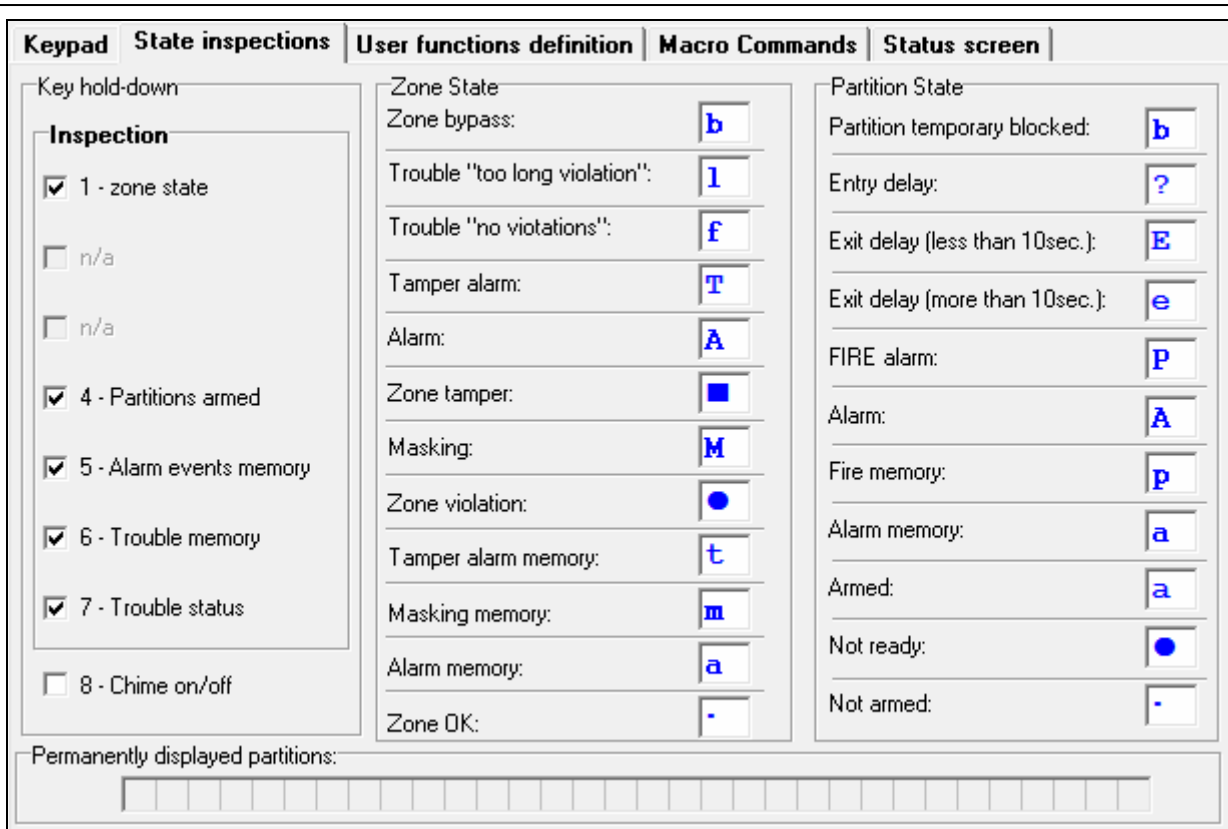 Keypad State inspections User functions definition Macro Commands Status screen
Key hold-down
Inspection
1 - zone state
n/a
n/a
4 - Partitions armed
5 - Alarm events memory
6 - Trouble memory
7 - Trouble status
8 - Chime on/off
Zone State
Zone bypass: b
Trouble "too long violation": l
Trouble "no viotations": f
Tamper alarm: T
Alarm: A
Zone tamper: ■
Masking: M
Zone violation: ●
Tamper alarm memory: t
Masking memory: m
Alarm memory: a
Zone OK: ·
Partition State
Partition temporary blocked: b
Entry delay: ?
Exit delay (less than 10sec.): E
Exit delay (more than 10sec.): e
FIRE alarm: P
Alarm: A
Fire memory: p
Alarm memory: a
Armed: a
Not ready: ●
Not armed: ·
Permanently displayed partitions: